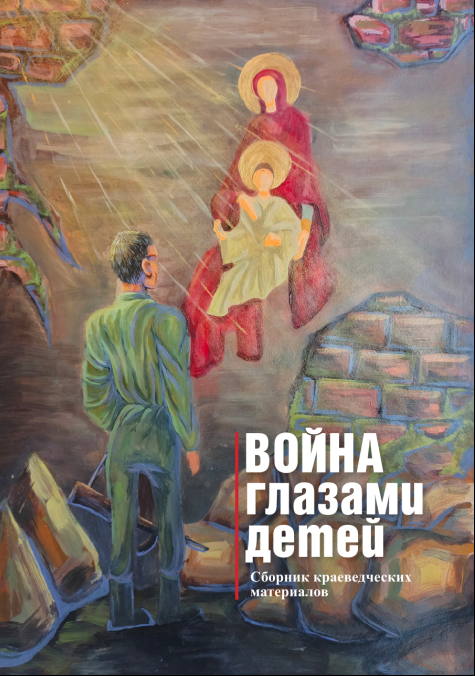 ВОЙНА
глазами
детей
Сборник краеведческих
материалов